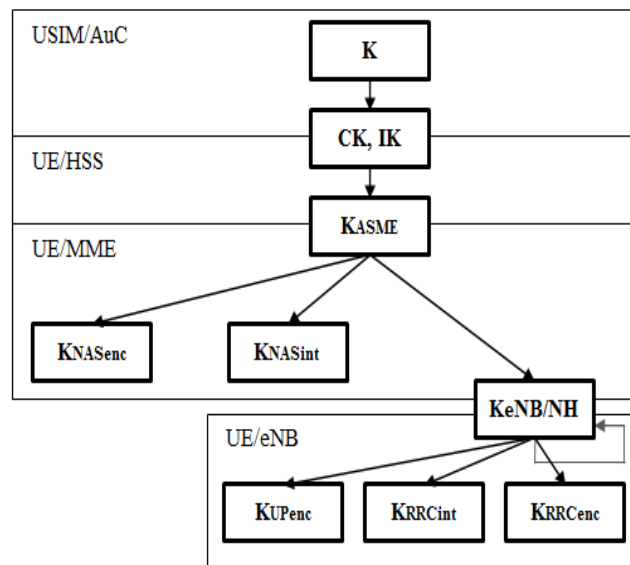 USIM/AuC
K
CK, IK
UE/HSS
KASME
UE/MME
KNASenc
KNASint
KeNB/NH
UE/eNB
KUPenc
KRRCint
KRRCenc